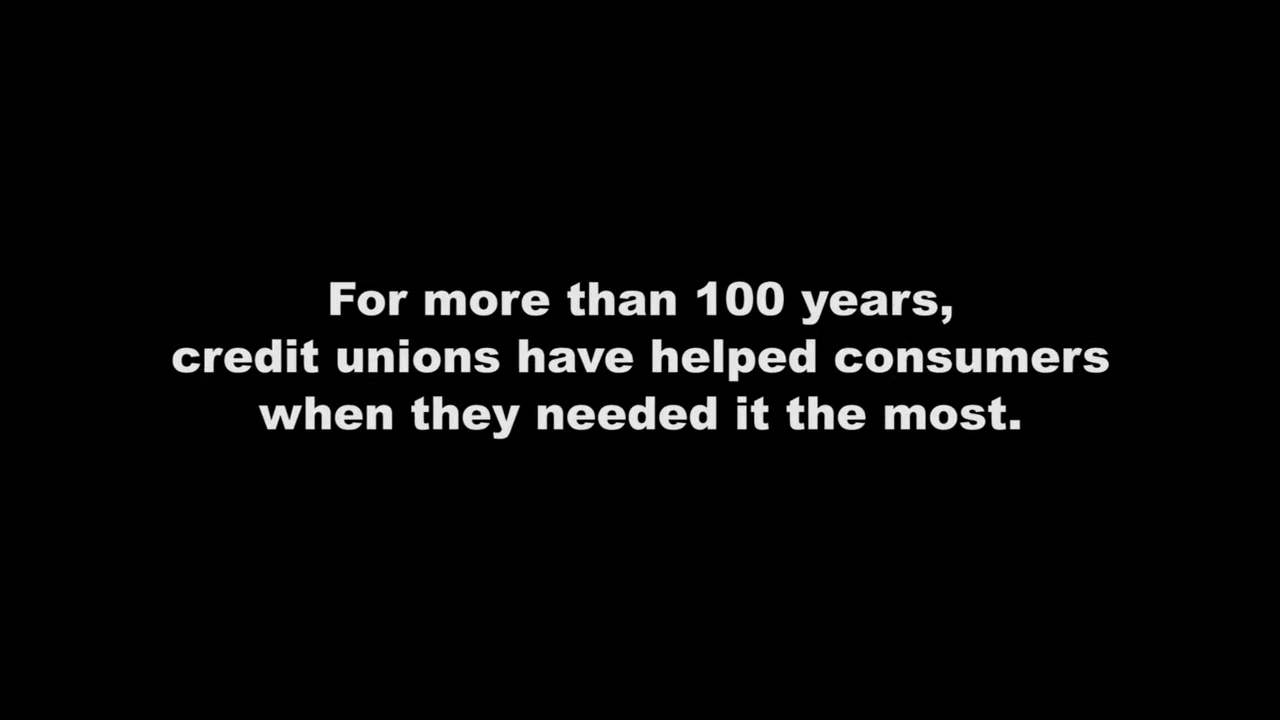 For more than 100 years,
credit unions have helped consumers
when they needed it the most.